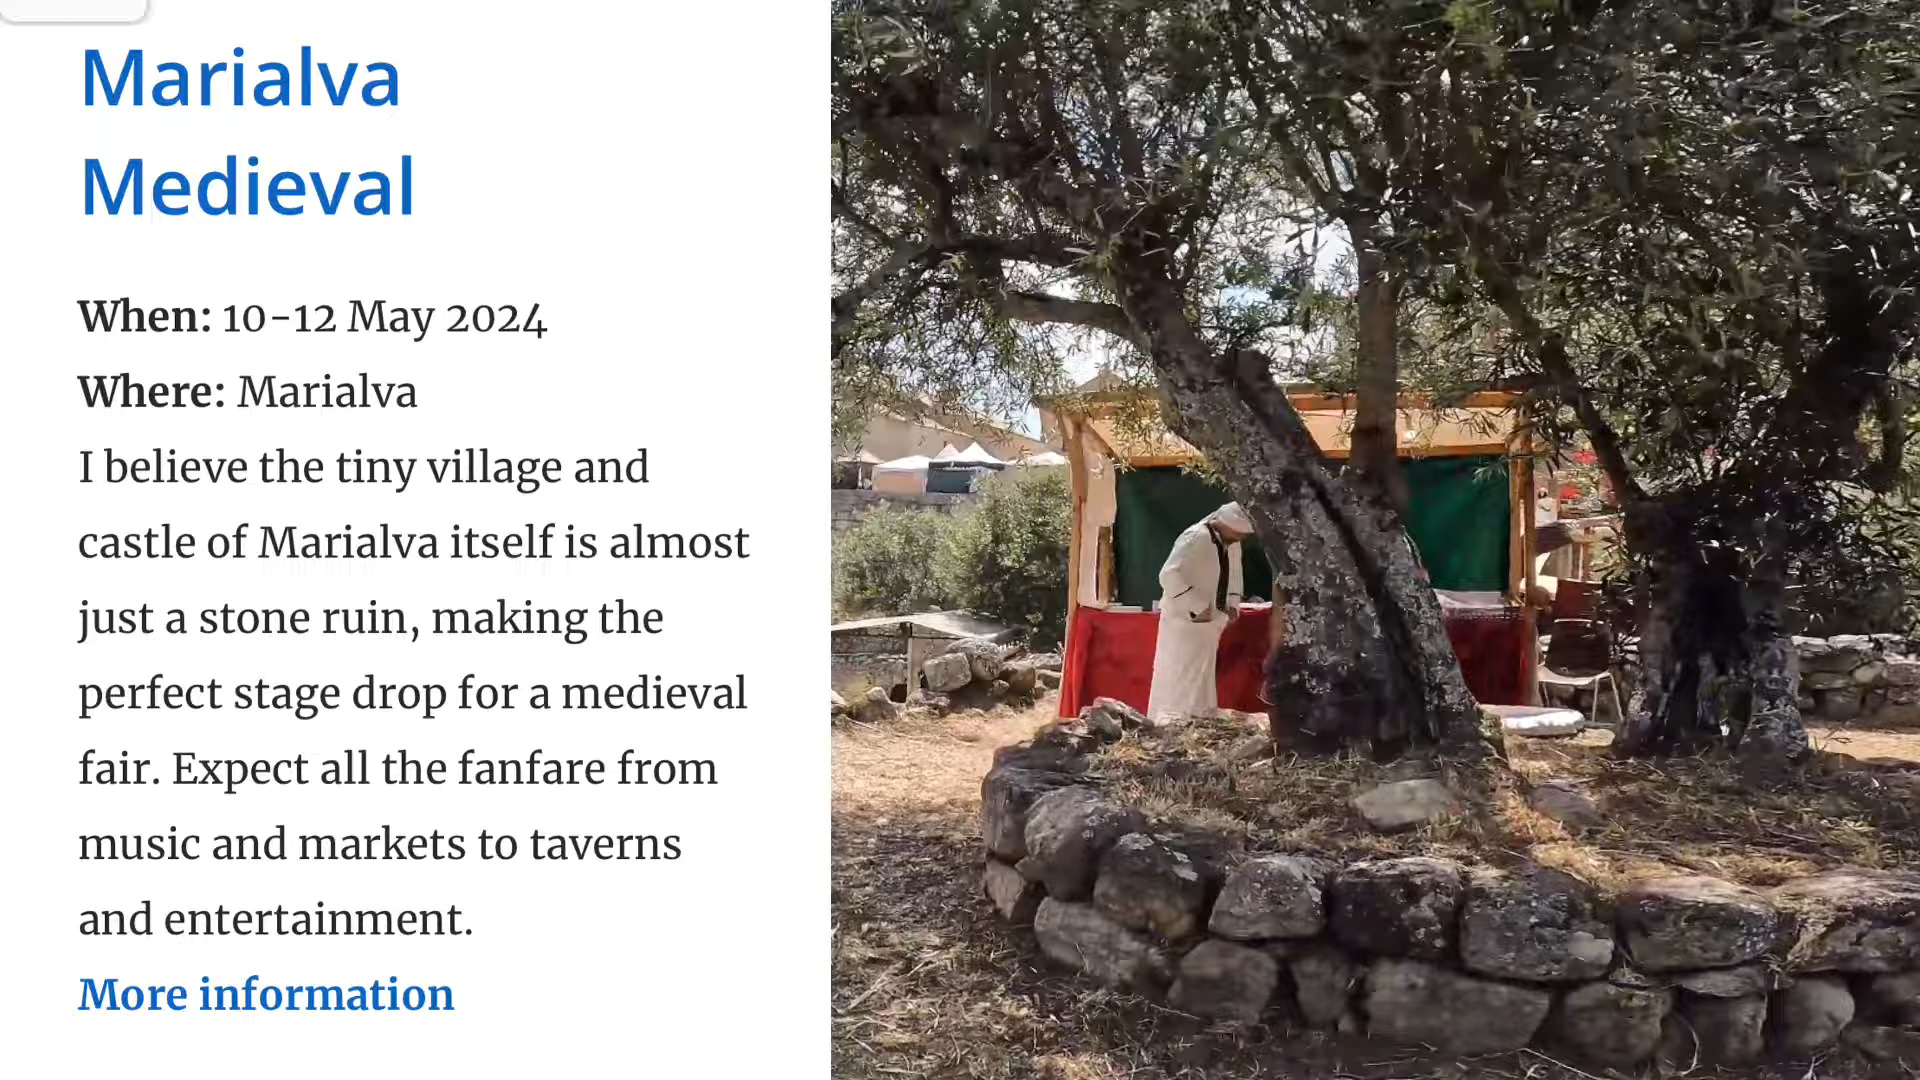 Marialva
Medieval
When: 10-12 May 2024
Where: Marialva
I believe the tiny village and
castle of Marialva itself is almost
just a stone ruin, making the
perfect stage drop for a medieval
fair. Expect all the fanfare from
music and markets to taverns
and entertainment.
More information